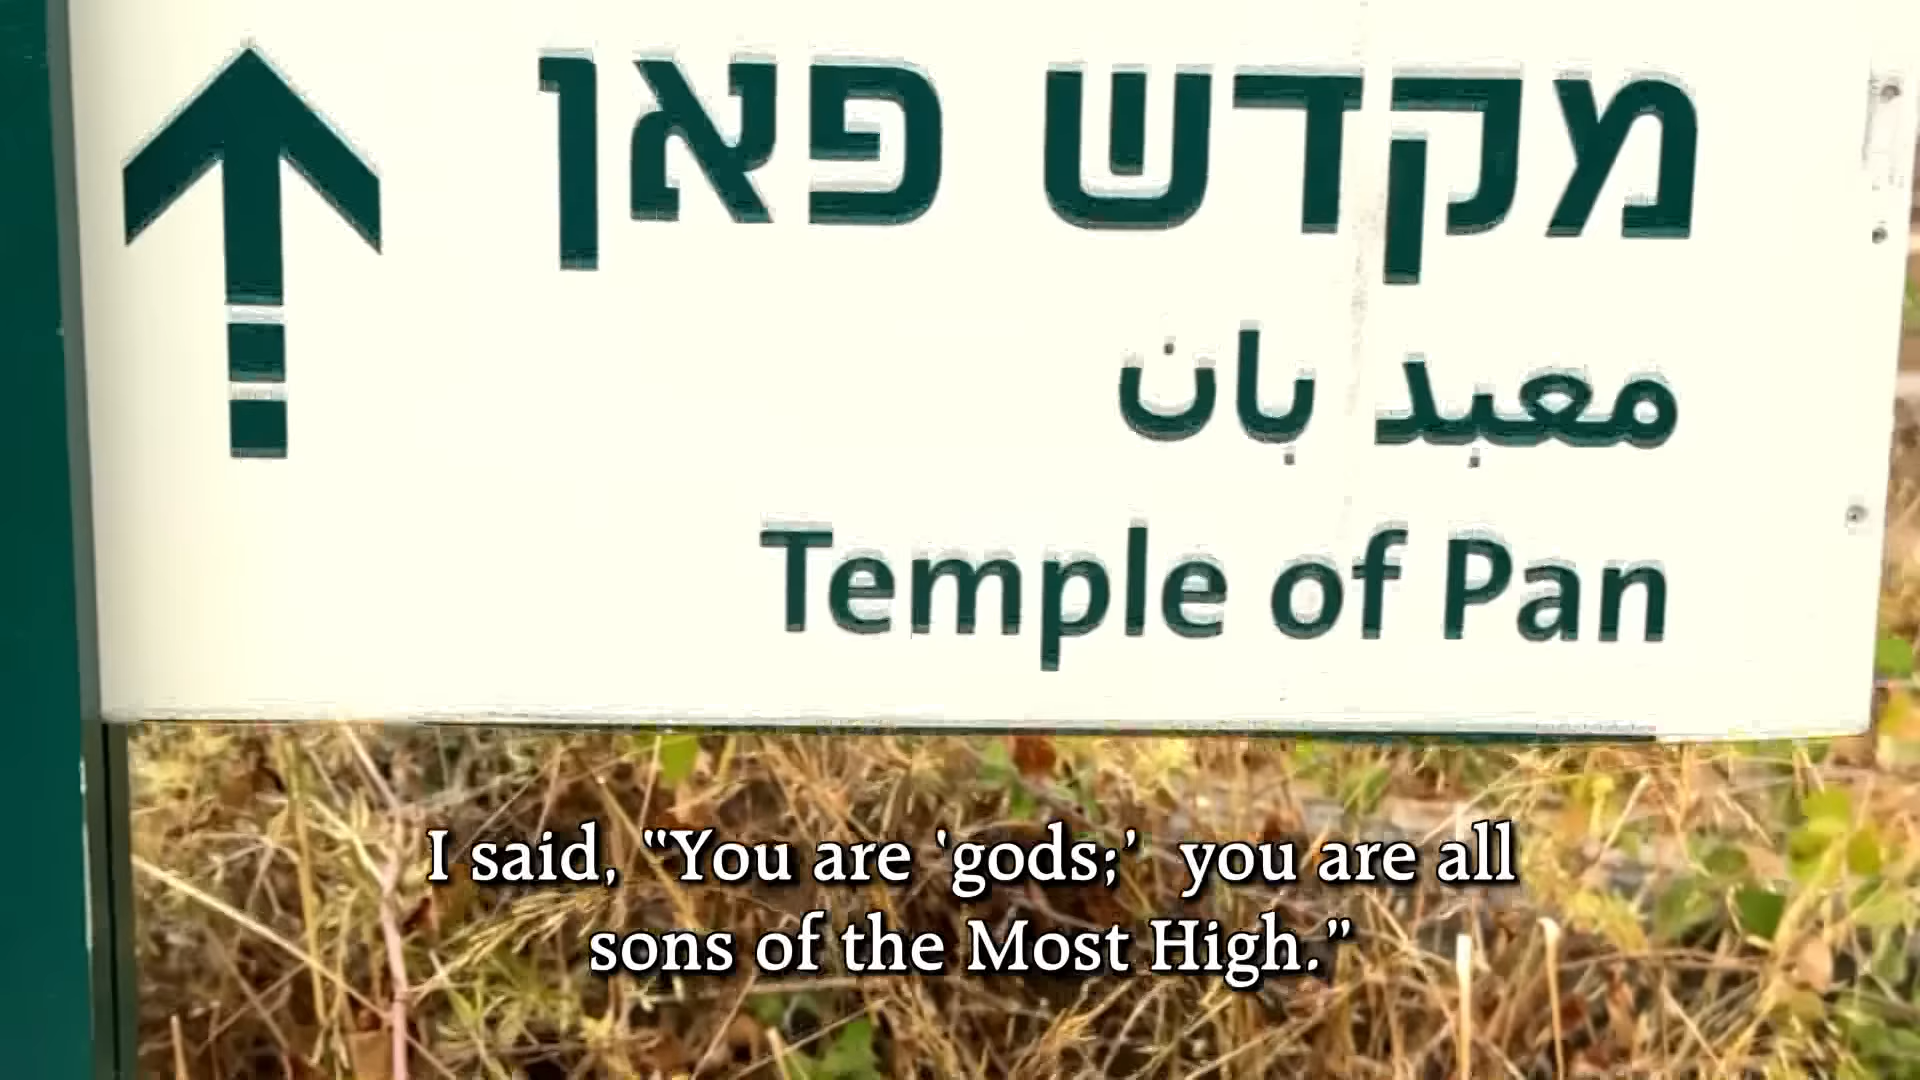 מקדש פאן
معبد بان
Temple of Pan
I said, “You are ‘gods;’ you are all
sons of the Most High.”